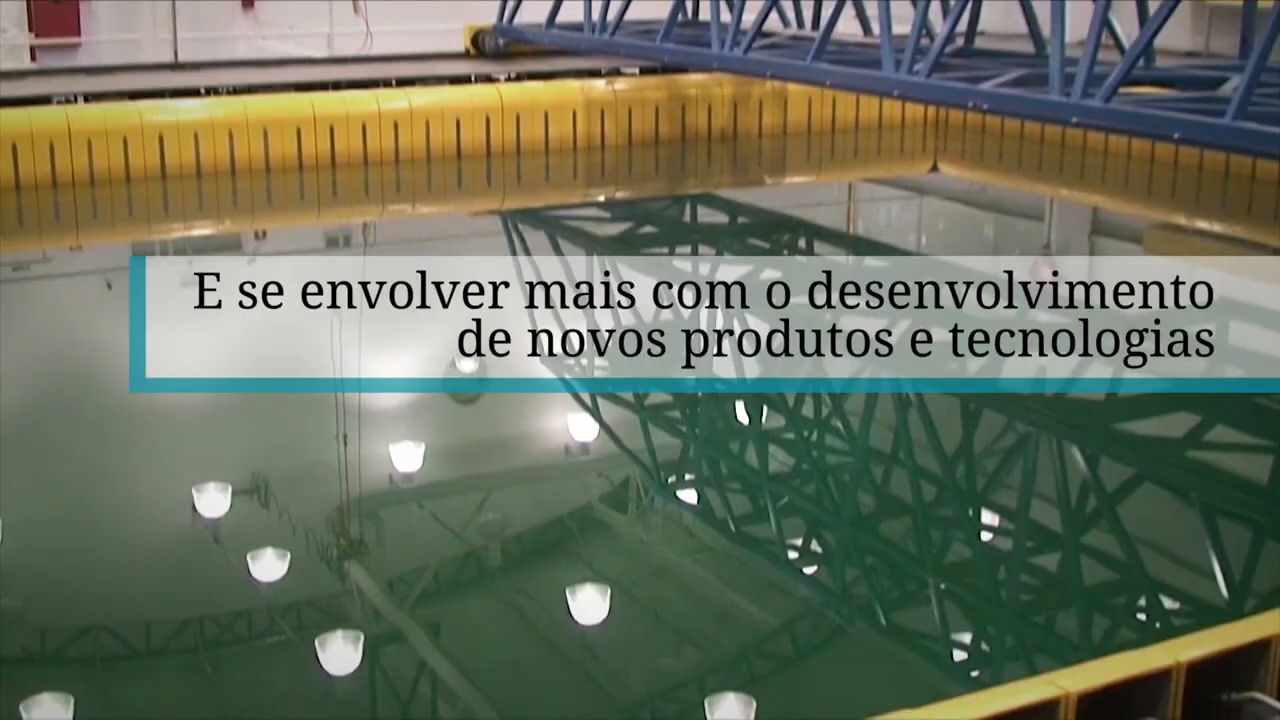 E se envolver mais com o desenvolvimento
de novos produtos e tecnologias